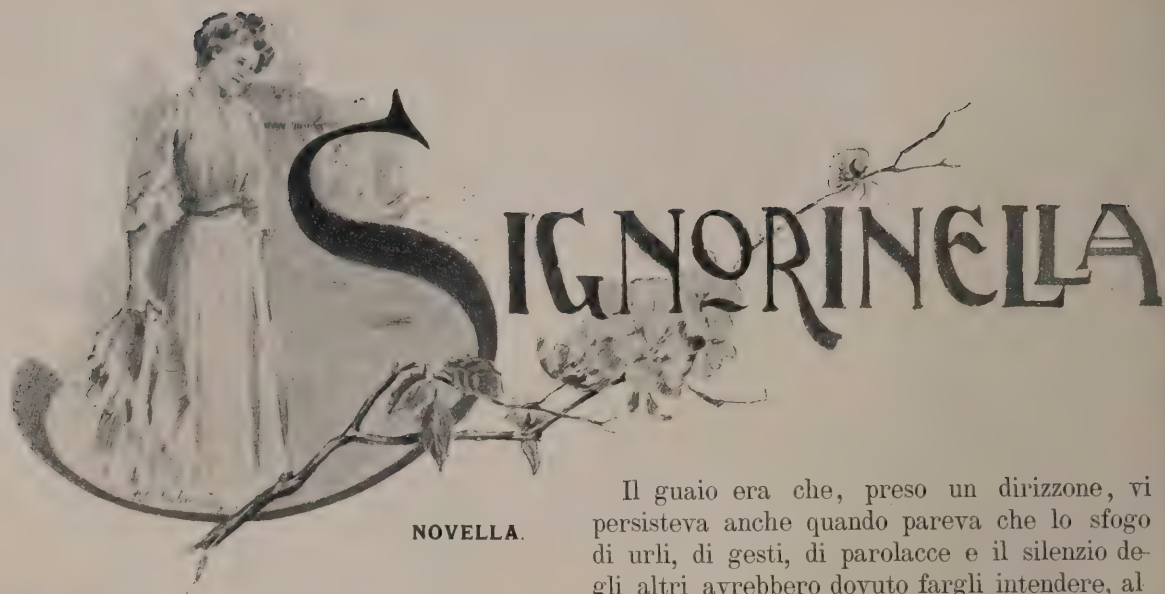 SIGNORINELLA
NOVELLA.
Il guaio era che, preso un dirizzone, vi
persisteva anche quando pareva che lo sfogo
di urli, di gesti, di parolacce e il silenzio de-
gli altri avrebbero dovuto fargli intendere, al